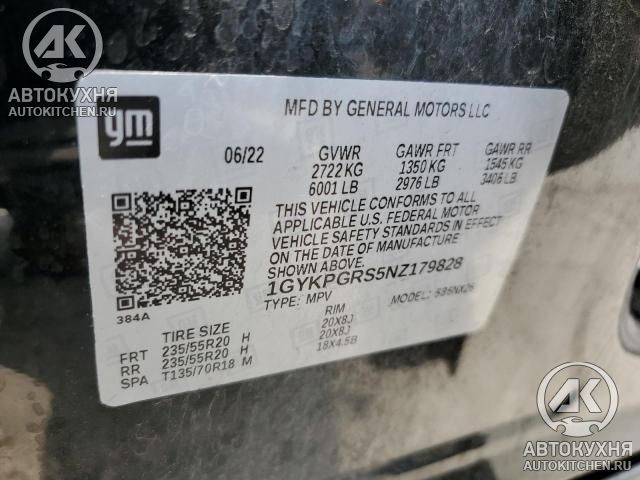 АК
АВТОКУХНЯ
AUTOKITCHEN.RU
gm
MFD BY GENERAL MOTORS LLC
06/22 GVWR GAWR FRT GAWR RR
2722 KG 1350 KG 1545 KG
6001 LB 2976 LB 3406 LB
THIS VEHICLE CONFORMS TO ALL
APPLICABLE U.S. FEDERAL MOTOR
VEHICLE SAFETY STANDARDS IN EFFECT
ON THE DATE OF MANUFACTURE SHOWN
ABOVE.
1GYKPGRS5NZ179828
TYPE: MPV MODEL:
384A
TIRE SIZE RIM
FRT 235/55R20 H 20X8J
RR 235/55R20 H 20X8J
SPA T135/70R18 M 18X4.5B
АК
АВТОКУХНЯ
AUTOKITCHEN.RU